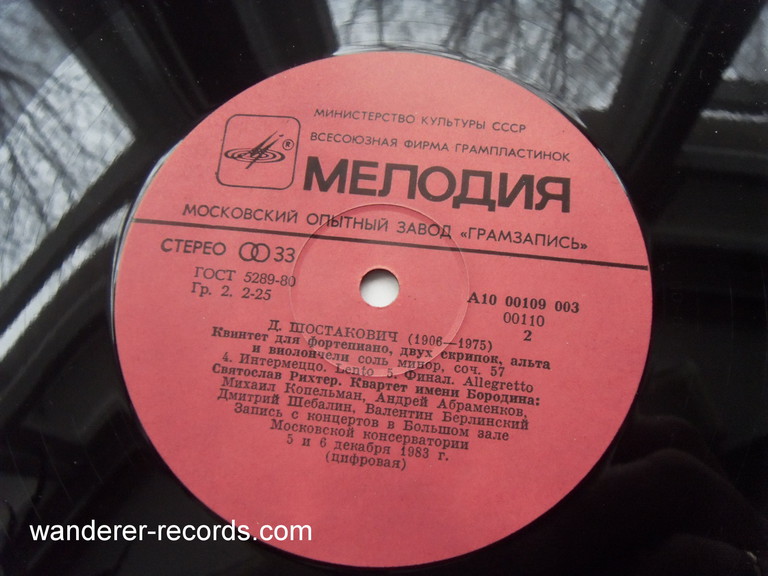 МИНИСТЕРСТВО КУЛЬТУРЫ СССР
ВСЕСОЮЗНАЯ ФИРМА ГРАМПЛАСТИНОК
®
МЕЛОДИЯ
МОСКОВСКИЙ ОПЫТНЫЙ ЗАВОД «ГРАМЗАПИСЬ»
СТЕРЕО 33
ГОСТ 5289-80
Гр. 2. 2-25
А10 00109 003
00110
2
Д. ШОСТАКОВИЧ (1906—1975)
Квинтет для фортепиано, двух скрипок, альта
и виолончели соль минор, соч. 57
4. Интермеццо. Lento 5. Финал. Allegretto
Святослав Рихтер. Квартет имени Бородина:
Михаил Копельман, Андрей Абраменков,
Дмитрий Шебалин, Валентин Берлинский
Запись с концертов в Большом зале
Московской консерватории
5 и 6 декабря 1983 г.
(цифровая)
wanderer-records.com